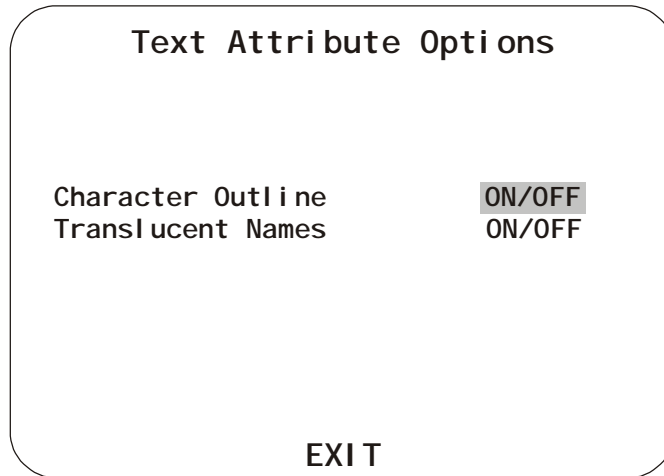 Text Attribute Options
Character Outline ON/OFF
Translucent Names ON/OFF
EXIT